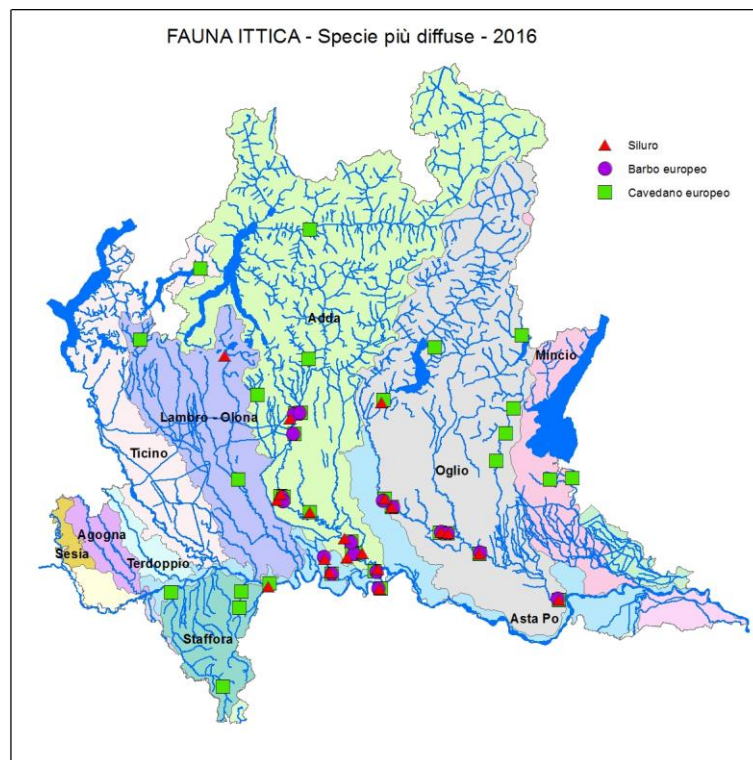 FAUNA ITTICA - Specie più diffuse - 2016
Siluro
Barbo europeo
Cavedano europeo
Adda
Mincio
Lambro - Olona
Ticino
Oglio
Agogna
Sesia
Terdoppio
Staffora
Asta Po